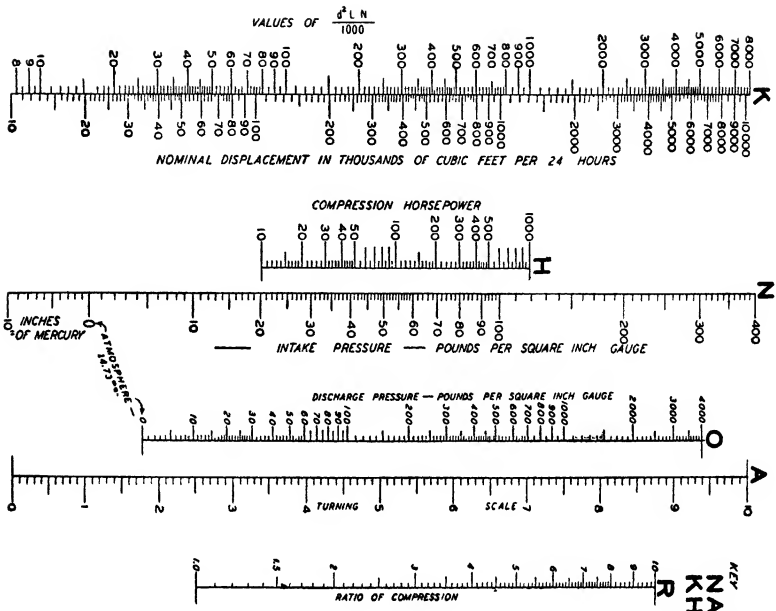 VALUES OF d² L N / 1000
8 9 10 20 30 40 50 60 70 80 90 100 200 300 400 500 600 700 800 900 1000 2000 3000 4000 5000 6000 7000 8000
K
10 20 30 40 50 60 70 80 90 100 200 300 400 500 600 700 800 900 1000 2000 3000 4000 5000 6000 7000 8000 9000 10,000
NOMINAL DISPLACEMENT IN THOUSANDS OF CUBIC FEET PER 24 HOURS
COMPRESSION HORSEPOWER
10 20 30 40 50 100 200 300 400 500 1000
H
N
10 0 10 20 30 40 50 60 70 80 90 100 200 300 400
INCHES OF MERCURY
INTAKE PRESSURE — POUNDS PER SQUARE INCH GAUGE
ATMOSPHERE
14.73
DISCHARGE PRESSURE — POUNDS PER SQUARE INCH GAUGE
0 10 20 30 40 50 60 70 80 90 100 200 300 400 500 600 700 800 900 1000 2000 3000 4000
O
A
0 1 2 3 4 5 6 7 8 9 10
TURNING SCALE
KEY
NA
KH
R
1.0 1.5 2 3 4 5 6 7 8 9 10
RATIO OF COMPRESSION